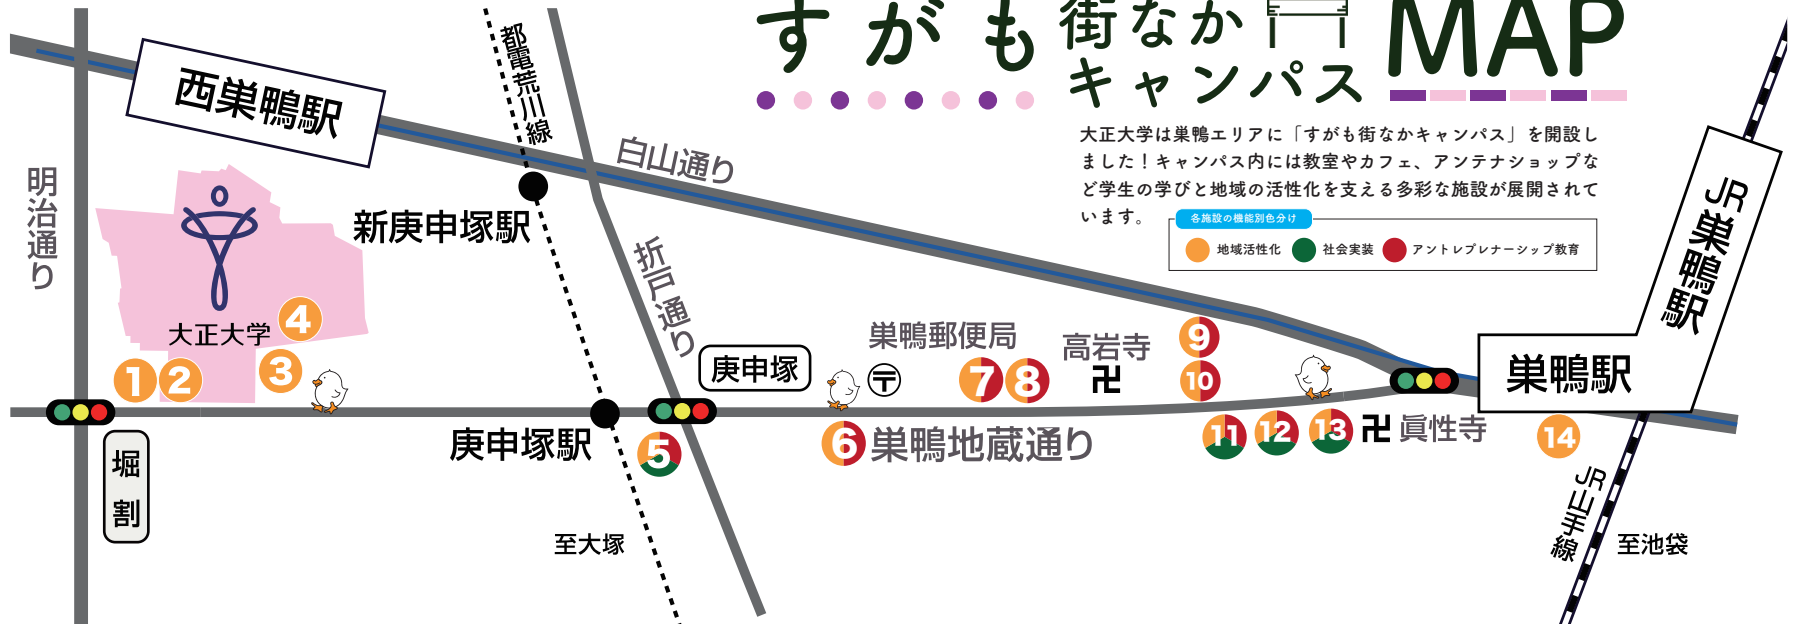 すがも街なかキャンパスMAP
大正大学は巣鴨エリアに「すがも街なかキャンパス」を開設し
ました！キャンパス内には教室やカフェ、アンテナショップな
ど学生の学びと地域の活性化を支える多彩な施設が展開されて
います。
各施設の機能別色分け
地域活性化 社会実装 アントレプレナーシップ教育
西巣鴨駅
都電荒川線
白山通り
明治通り
新庚申塚駅
折戸通り
JR巣鴨駅
大正大学
4
3
1
2
庚申塚
巣鴨郵便局
〒
7
8
高岩寺
卍
9
10
巣鴨駅
堀割
庚申塚駅
5
6
巣鴨地蔵通り
11
12
13
卍
眞性寺
14
JR山手線
至大塚
至池袋